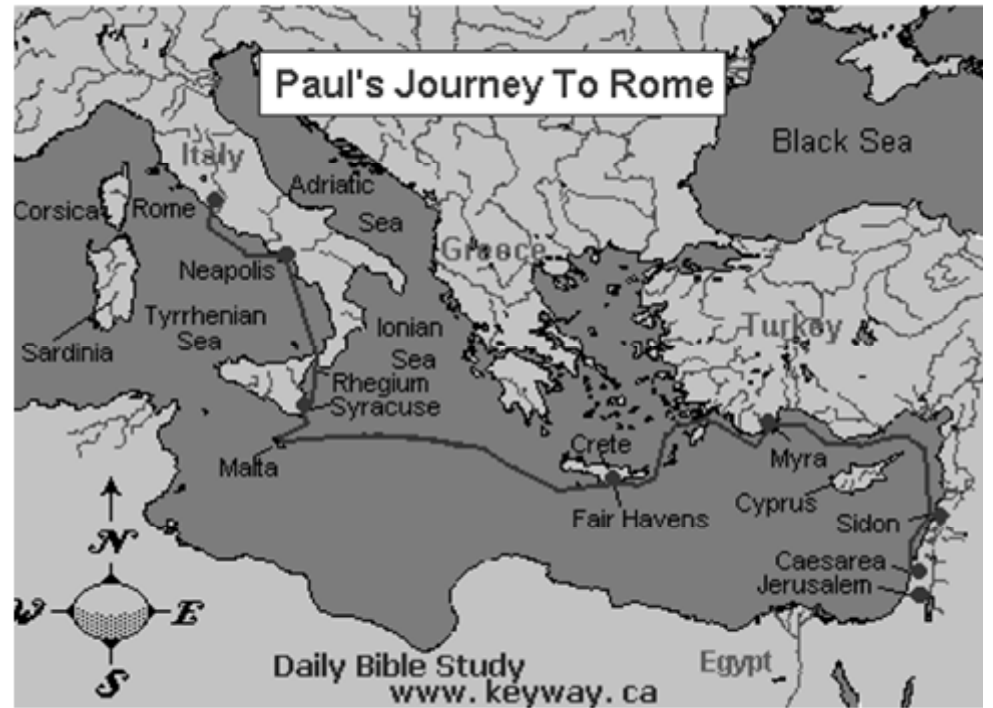 Paul's Journey To Rome
Black Sea
Italy
Adriatic
Sea
Corsica
Rome
Greece
Neapolis
Tyrrhenian
Sea
Ionian
Sea
Turkey
Sardinia
Rhegium
Syracuse
Crete
Malta
Myra
Cyprus
Fair Havens
Sidon
Caesarea
Jerusalem
N
W
E
S
Egypt
Daily Bible Study
www.keyway.ca